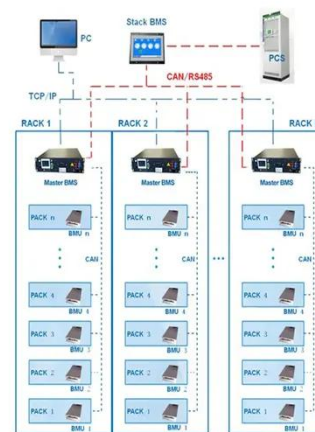 PC
Stack BMS
PCS
CAN/RS485
TCP/IP
RACK 1
RACK 2
RACK
Master BMS
Master BMS
Master BMS
PACK n
BMU n
PACK n
BMU n
PACK n
BMU n
CAN
CAN
CAN
PACK 4
BMU 4
PACK 4
BMU 4
PACK 4
BMU 4
PACK 3
BMU 3
PACK 3
BMU 3
PACK 3
BMU 3
PACK 2
BMU 2
PACK 2
BMU 2
PACK 2
BMU 2
PACK 1
BMU 1
PACK 1
BMU 1
PACK 1
BMU 1